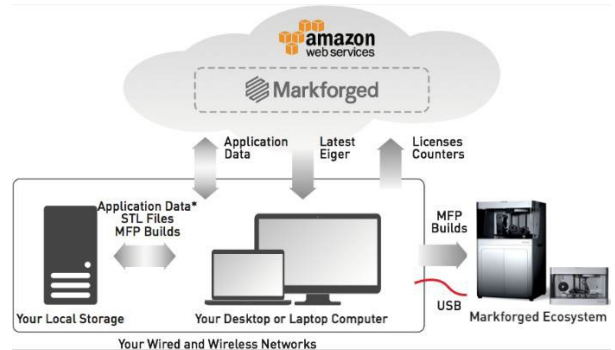 amazon
web services
Markforged
Application
Data
Latest
Eiger
Licenses
Counters
Application Data*
STL Files
MFP Builds
MFP
Builds
USB
Your Local Storage
Your Desktop or Laptop Computer
Markforged Ecosystem
Your Wired and Wireless Networks